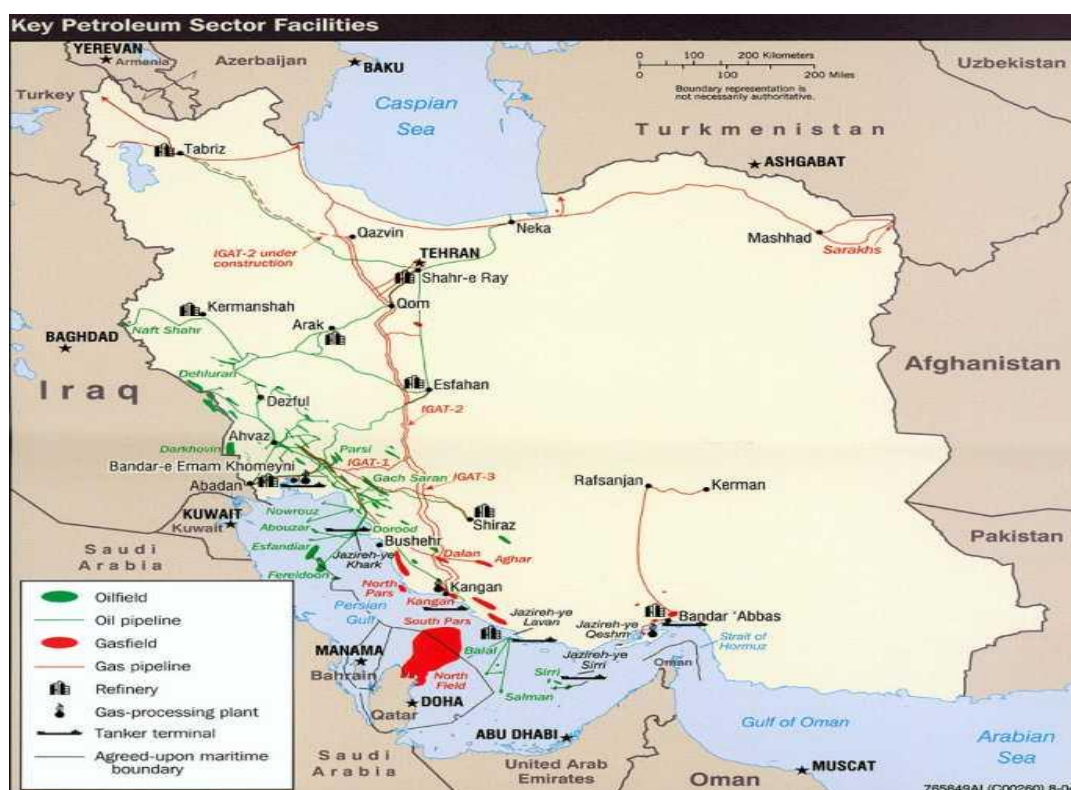 Key Petroleum Sector Facilities
YEREVAN
Armenia
Azerbaijan
BAKU
0 100 200 Kilometers
0 100 200 Miles
Boundary representation is
not necessarily authoritative.
Uzbekistan
Turkey
Caspian
Sea
Turkmenistan
Tabriz
ASHGABAT
Neka
Mashhad
Sarakhs
Qazvin
IGAT-2 under
construction
TEHRAN
Shahr-e Ray
Qom
Kermanshah
Arak
Naft Shahr
BAGHDAD
Iraq
Afghanistan
Dehluran
Esfahan
Dezful
IGAT-2
Ahvaz
Darkhovin
Parsi
Bandar-e Emam Khomeyni
IGAT-1
IGAT-3
Gach Saran
Abadan
Rafsanjan
Kerman
KUWAIT
Kuwait
Nowrouz
Shiraz
Abouzar
Dorood
Pakistan
Saudi
Arabia
Bushehr
Esfandiar
Jazireh-ye
Khark
Dalan
Aghar
Fereidoon
North
Pars
Kangan
Kangan
Persian
Gulf
Jazireh-ye
Lavan
Jazireh-ye
Qeshm
Bandar 'Abbas
South Pars
Strait of
Hormuz
MANAMA
Bahrain
Balal
Jazireh-ye
Sirri
Oman
Sirri
North
Field
Salman
DOHA
Qatar
Gulf of Oman
Arabian
Sea
ABU DHABI
Saudi
Arabia
United Arab
Emirates
Oman
MUSCAT
Oilfield
Oil pipeline
Gasfield
Gas pipeline
Refinery
Gas-processing plant
Tanker terminal
Agreed-upon maritime
boundary